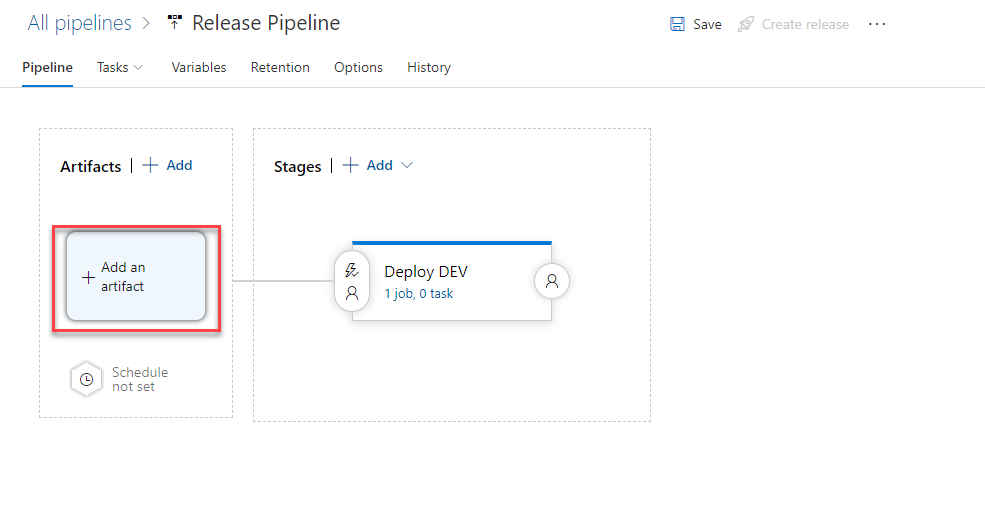 All pipelines > Release Pipeline
Save
Create release
...
Pipeline
Tasks
Variables
Retention
Options
History
Artifacts | + Add
Stages | + Add
+ Add an
artifact
Deploy DEV
1 job, 0 task
Schedule
not set